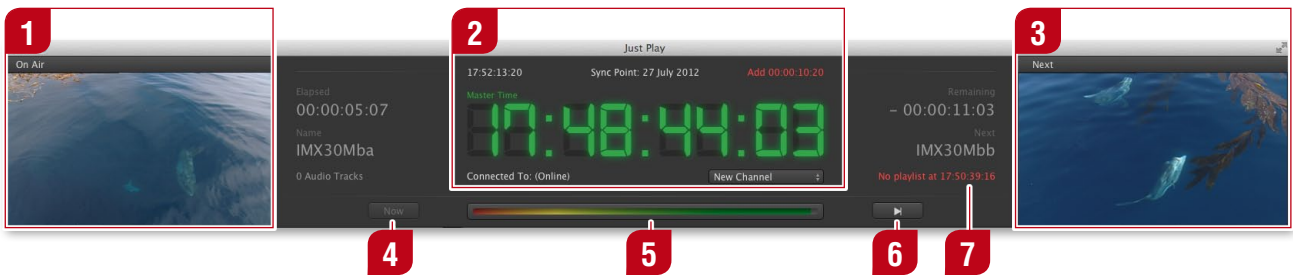 1
2
3
Just Play
On Air
Next
17:52:13:20
Sync Point: 27 July 2012
Add 00:00:10:20
Elapsed
00:00:05:07
Name
IMX30Mba
0 Audio Tracks
Master Time
17:48:44:03
Connected To: (Online)
New Channel
Remaining
– 00:00:11:03
Next
IMX30Mbb
No playlist at 17:50:39:16
Now
4
5
6
7